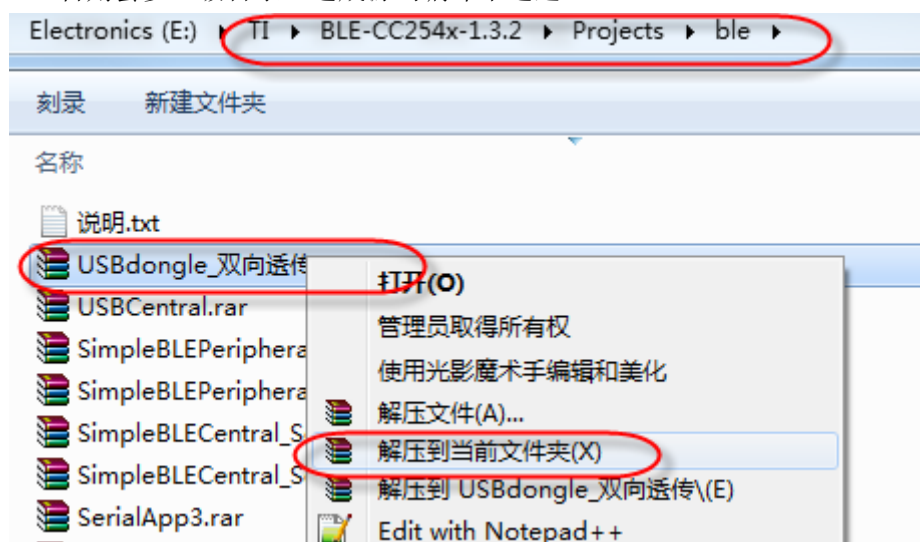 Electronics (E:) ▸ TI ▸ BLE-CC254x-1.3.2 ▸ Projects ▸ ble ▸
刻录 新建文件夹
名称
说明.txt
USBdongle_双向透传
打开(O)
USBCentral.rar
管理员取得所有权
SimpleBLEPeriphera
使用光影魔术手编辑和美化
SimpleBLEPeriphera
解压文件(A)...
SimpleBLECentral_S
解压到当前文件夹(X)
SimpleBLECentral_S
解压到 USBdongle_双向透传\(E)
SerialApp3.rar
Edit with Notepad++